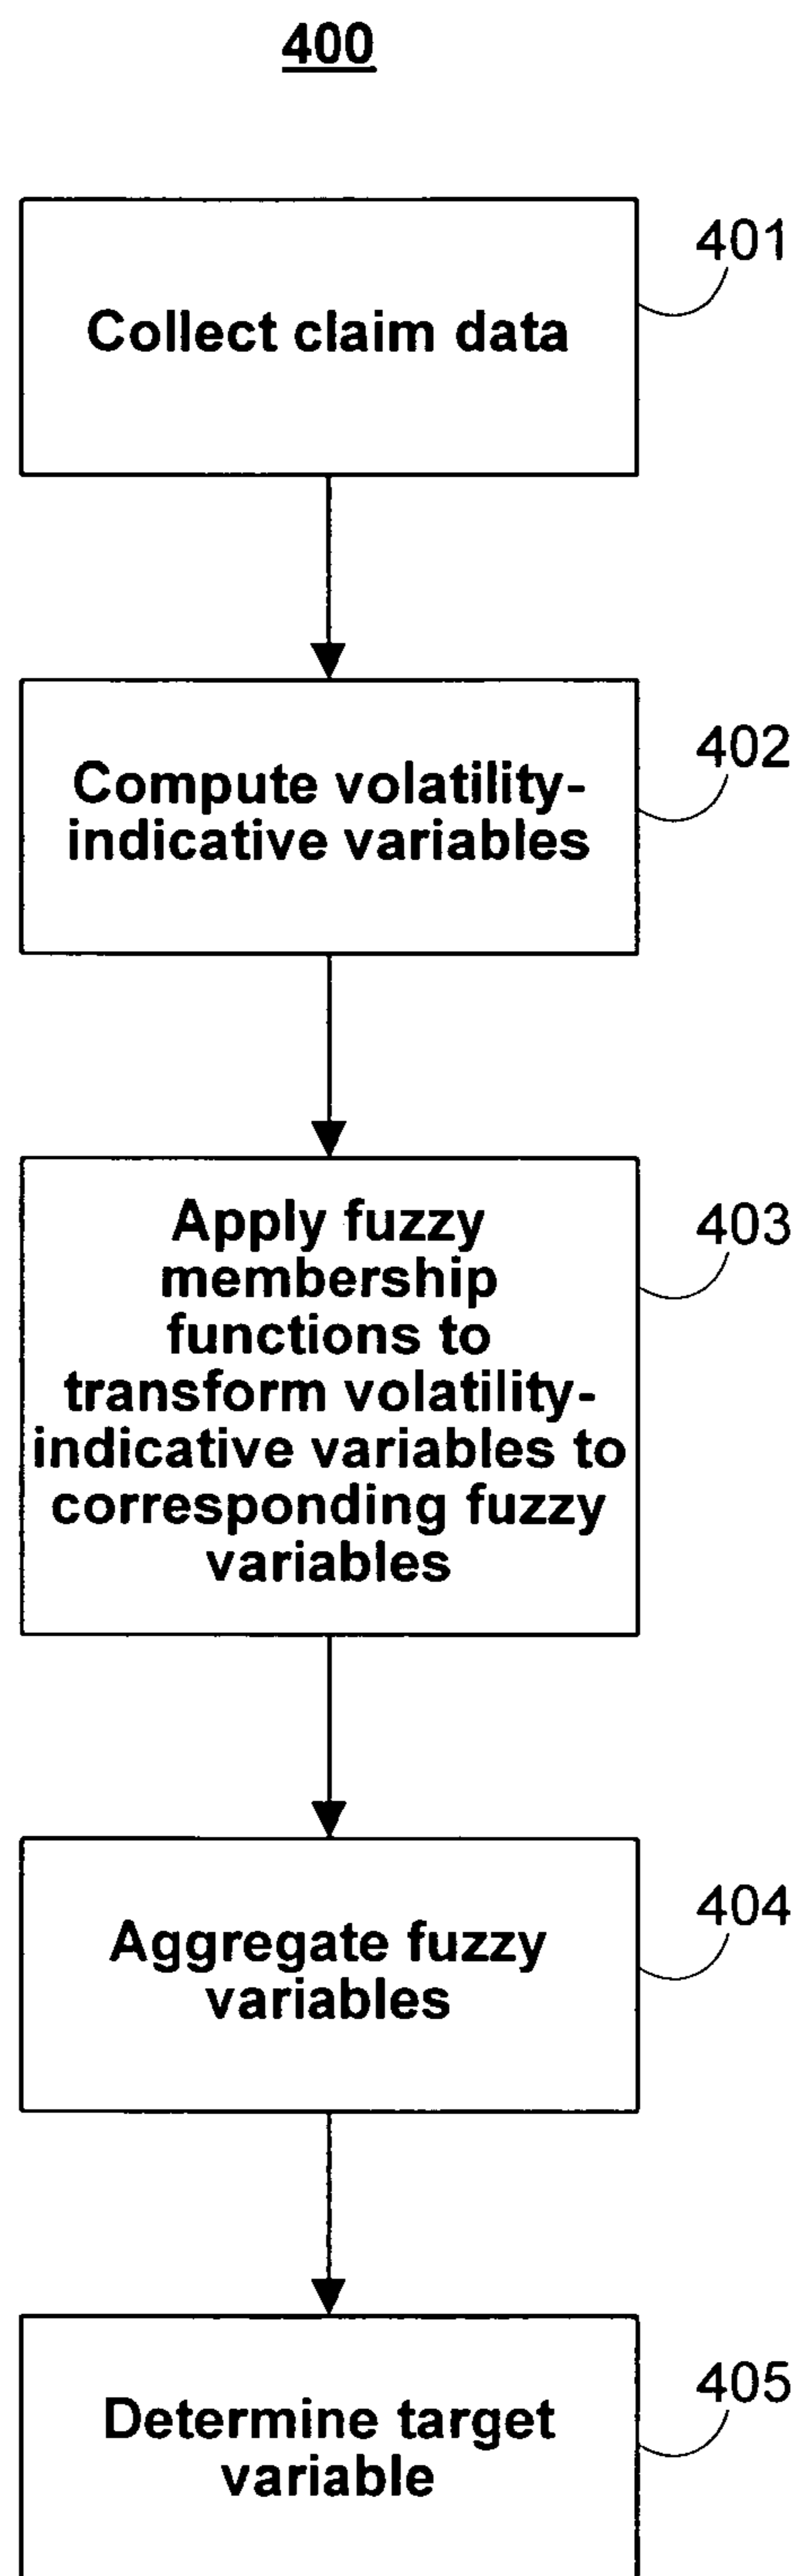 400
Collect claim data
401
Compute volatility-
indicative variables
402
Apply fuzzy
membership
functions to
transform volatility-
indicative variables to
corresponding fuzzy
variables
403
Aggregate fuzzy
variables
404
Determine target
variable
405